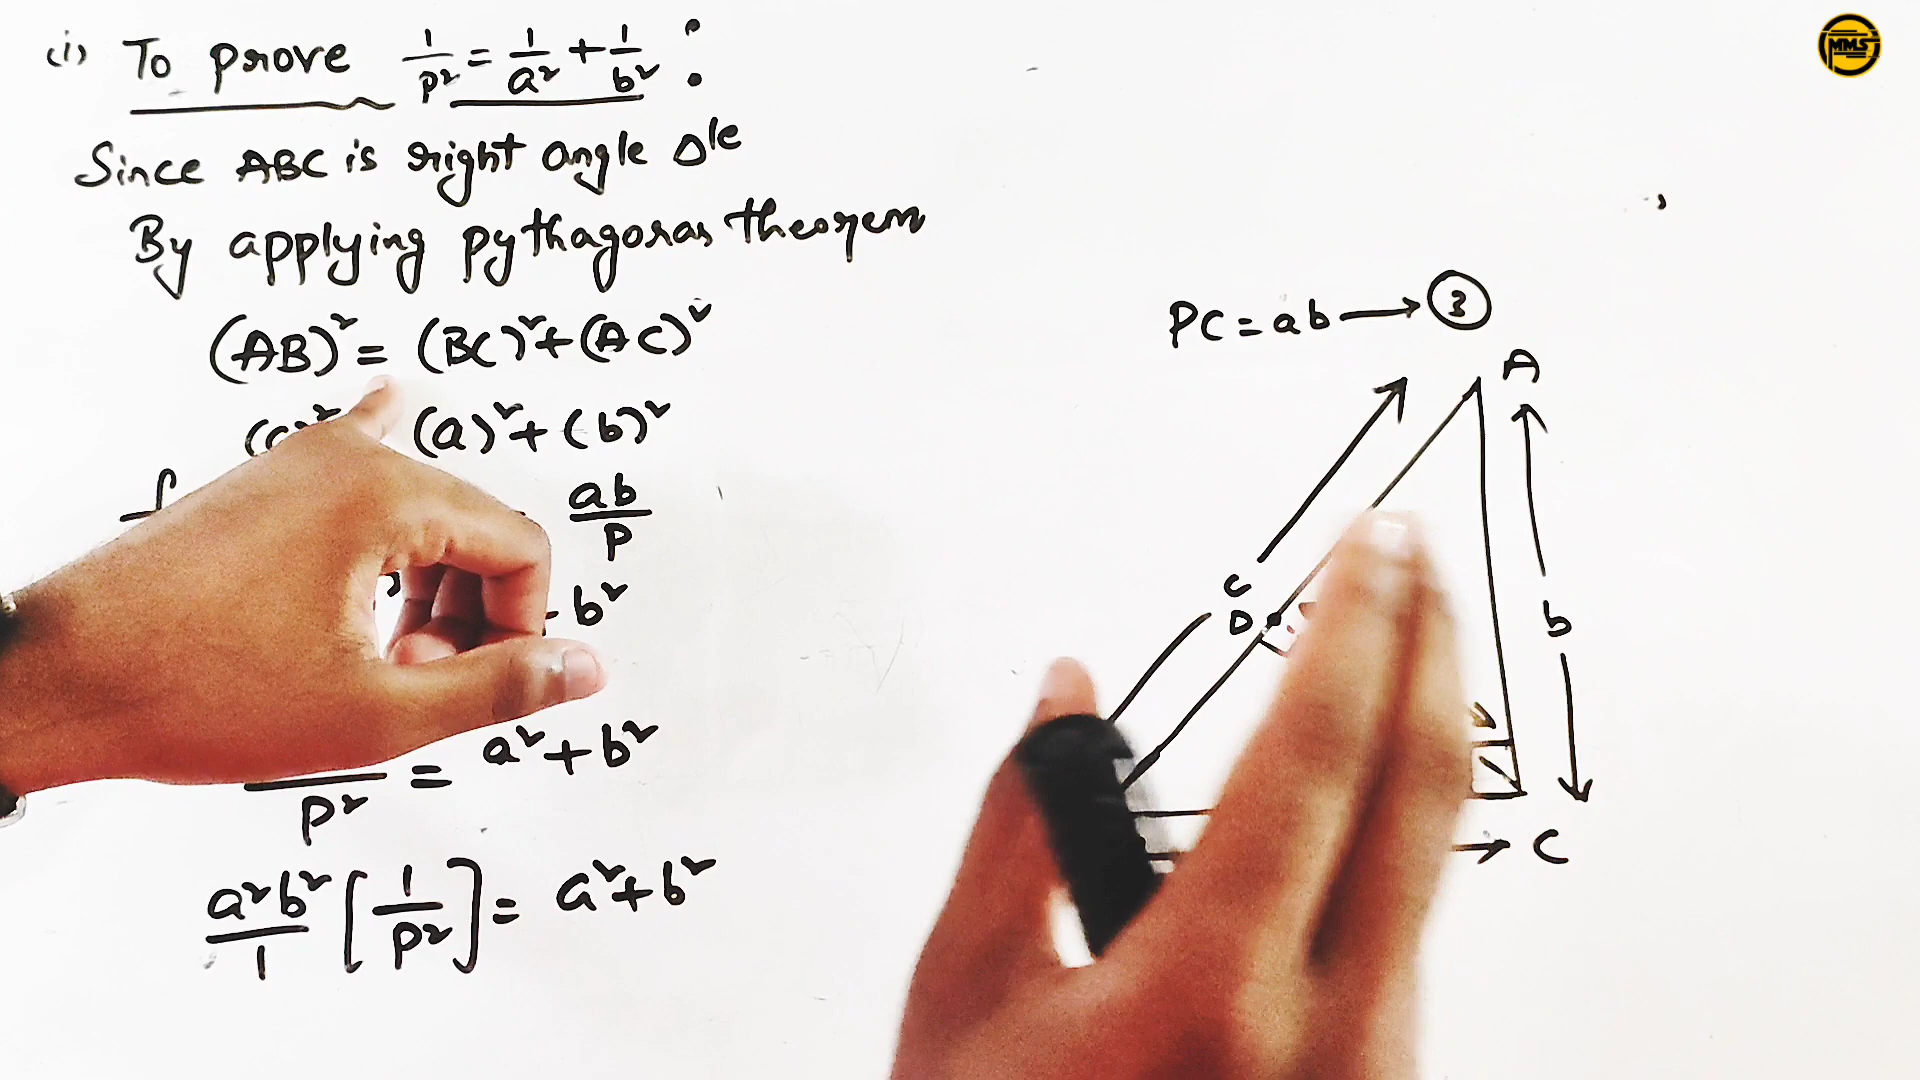 (i) To prove 1/p² = 1/a² + 1/b² :
Since ABC is right angle Δle
By applying pythagoras theorem
(AB)² = (BC)² + (AC)²
(a)² + (b)²
ab/p
b²
/p² = a² + b²
a²b²/1 [1/p²] = a² + b²
PC = ab → 3
A
C
D
b
C
MMS